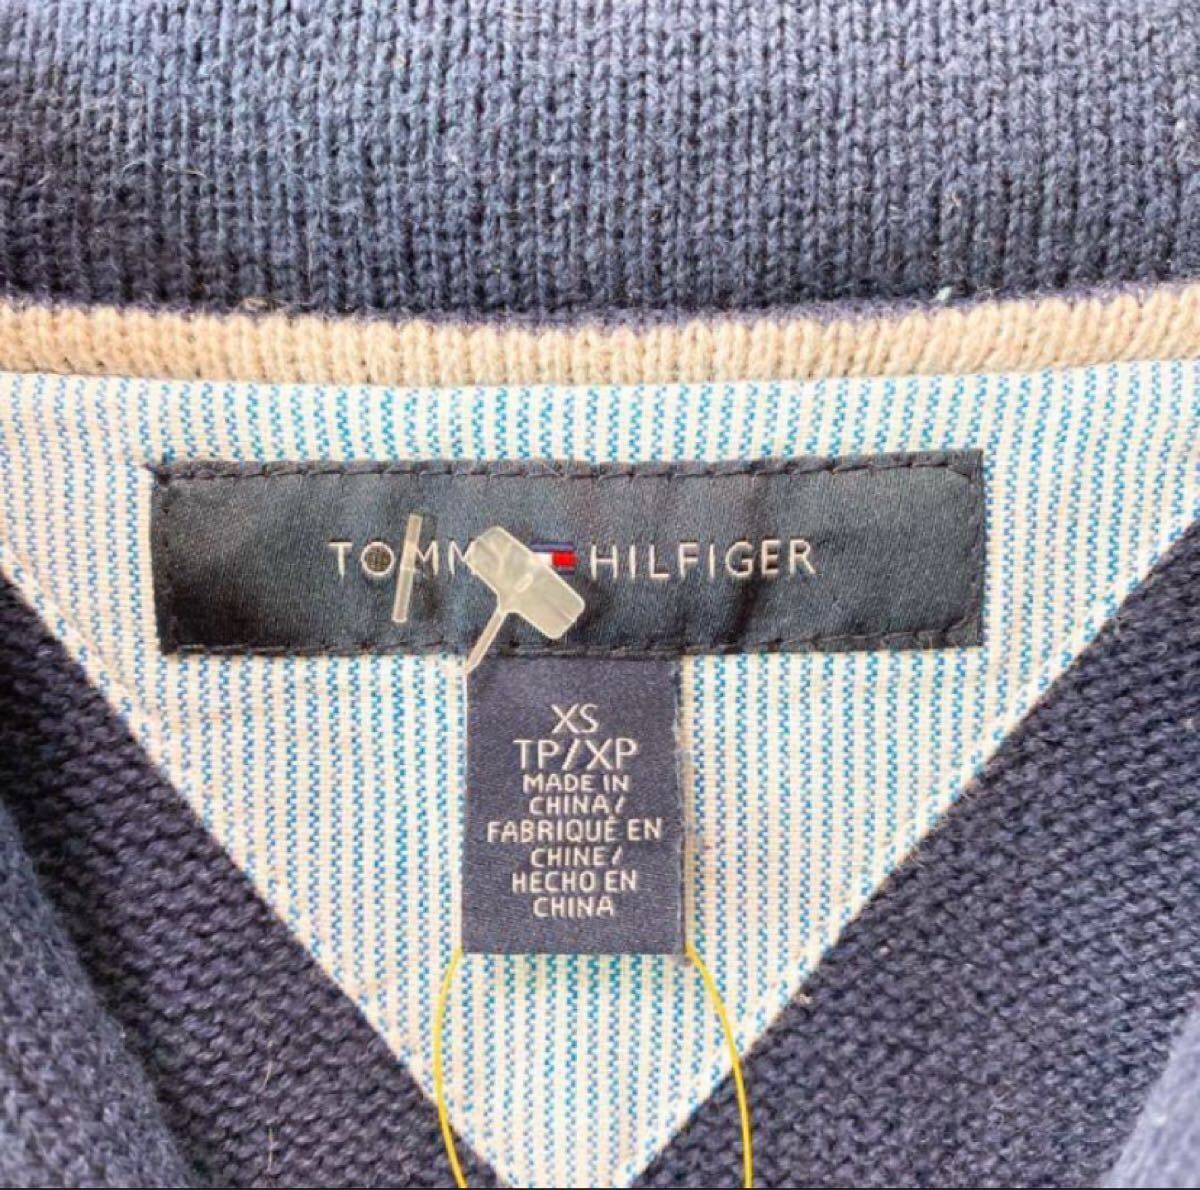 TOMMY HILFIGER
XS
TP/XP
MADE IN
CHINA/
FABRIQUÉ EN
CHINE/
HECHO EN
CHINA